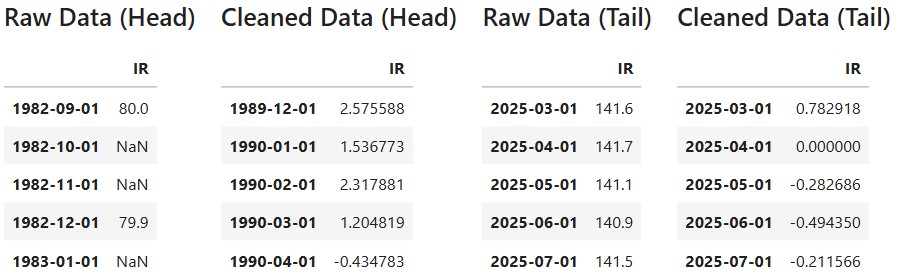 Raw Data (Head) Cleaned Data (Head) Raw Data (Tail) Cleaned Data (Tail)
IR IR IR IR
1982-09-01 80.0 1989-12-01 2.575588 2025-03-01 141.6 2025-03-01 0.782918
1982-10-01 NaN 1990-01-01 1.536773 2025-04-01 141.7 2025-04-01 0.000000
1982-11-01 NaN 1990-02-01 2.317881 2025-05-01 141.1 2025-05-01 -0.282686
1982-12-01 79.9 1990-03-01 1.204819 2025-06-01 140.9 2025-06-01 -0.494350
1983-01-01 NaN 1990-04-01 -0.434783 2025-07-01 141.5 2025-07-01 -0.211566